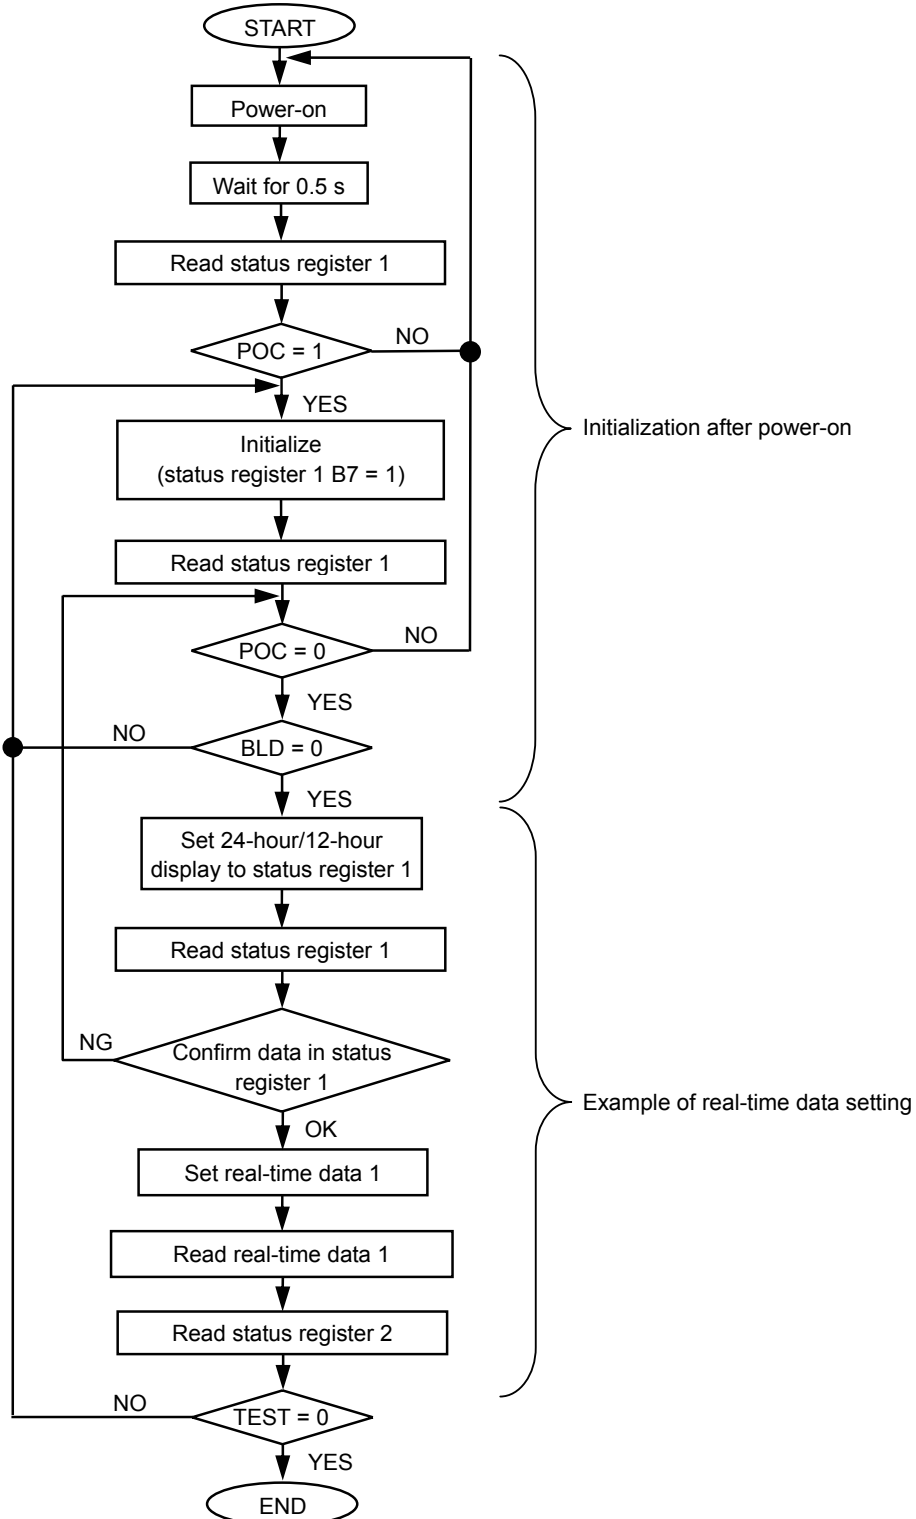 START
Power-on
Wait for 0.5 s
Read status register 1
POC = 1
NO
YES
Initialize
(status register 1 B7 = 1)
Initialization after power-on
Read status register 1
POC = 0
NO
YES
BLD = 0
NO
YES
Set 24-hour/12-hour
display to status register 1
Read status register 1
NG
Confirm data in status
register 1
Example of real-time data setting
OK
Set real-time data 1
Read real-time data 1
Read status register 2
NO
TEST = 0
YES
END